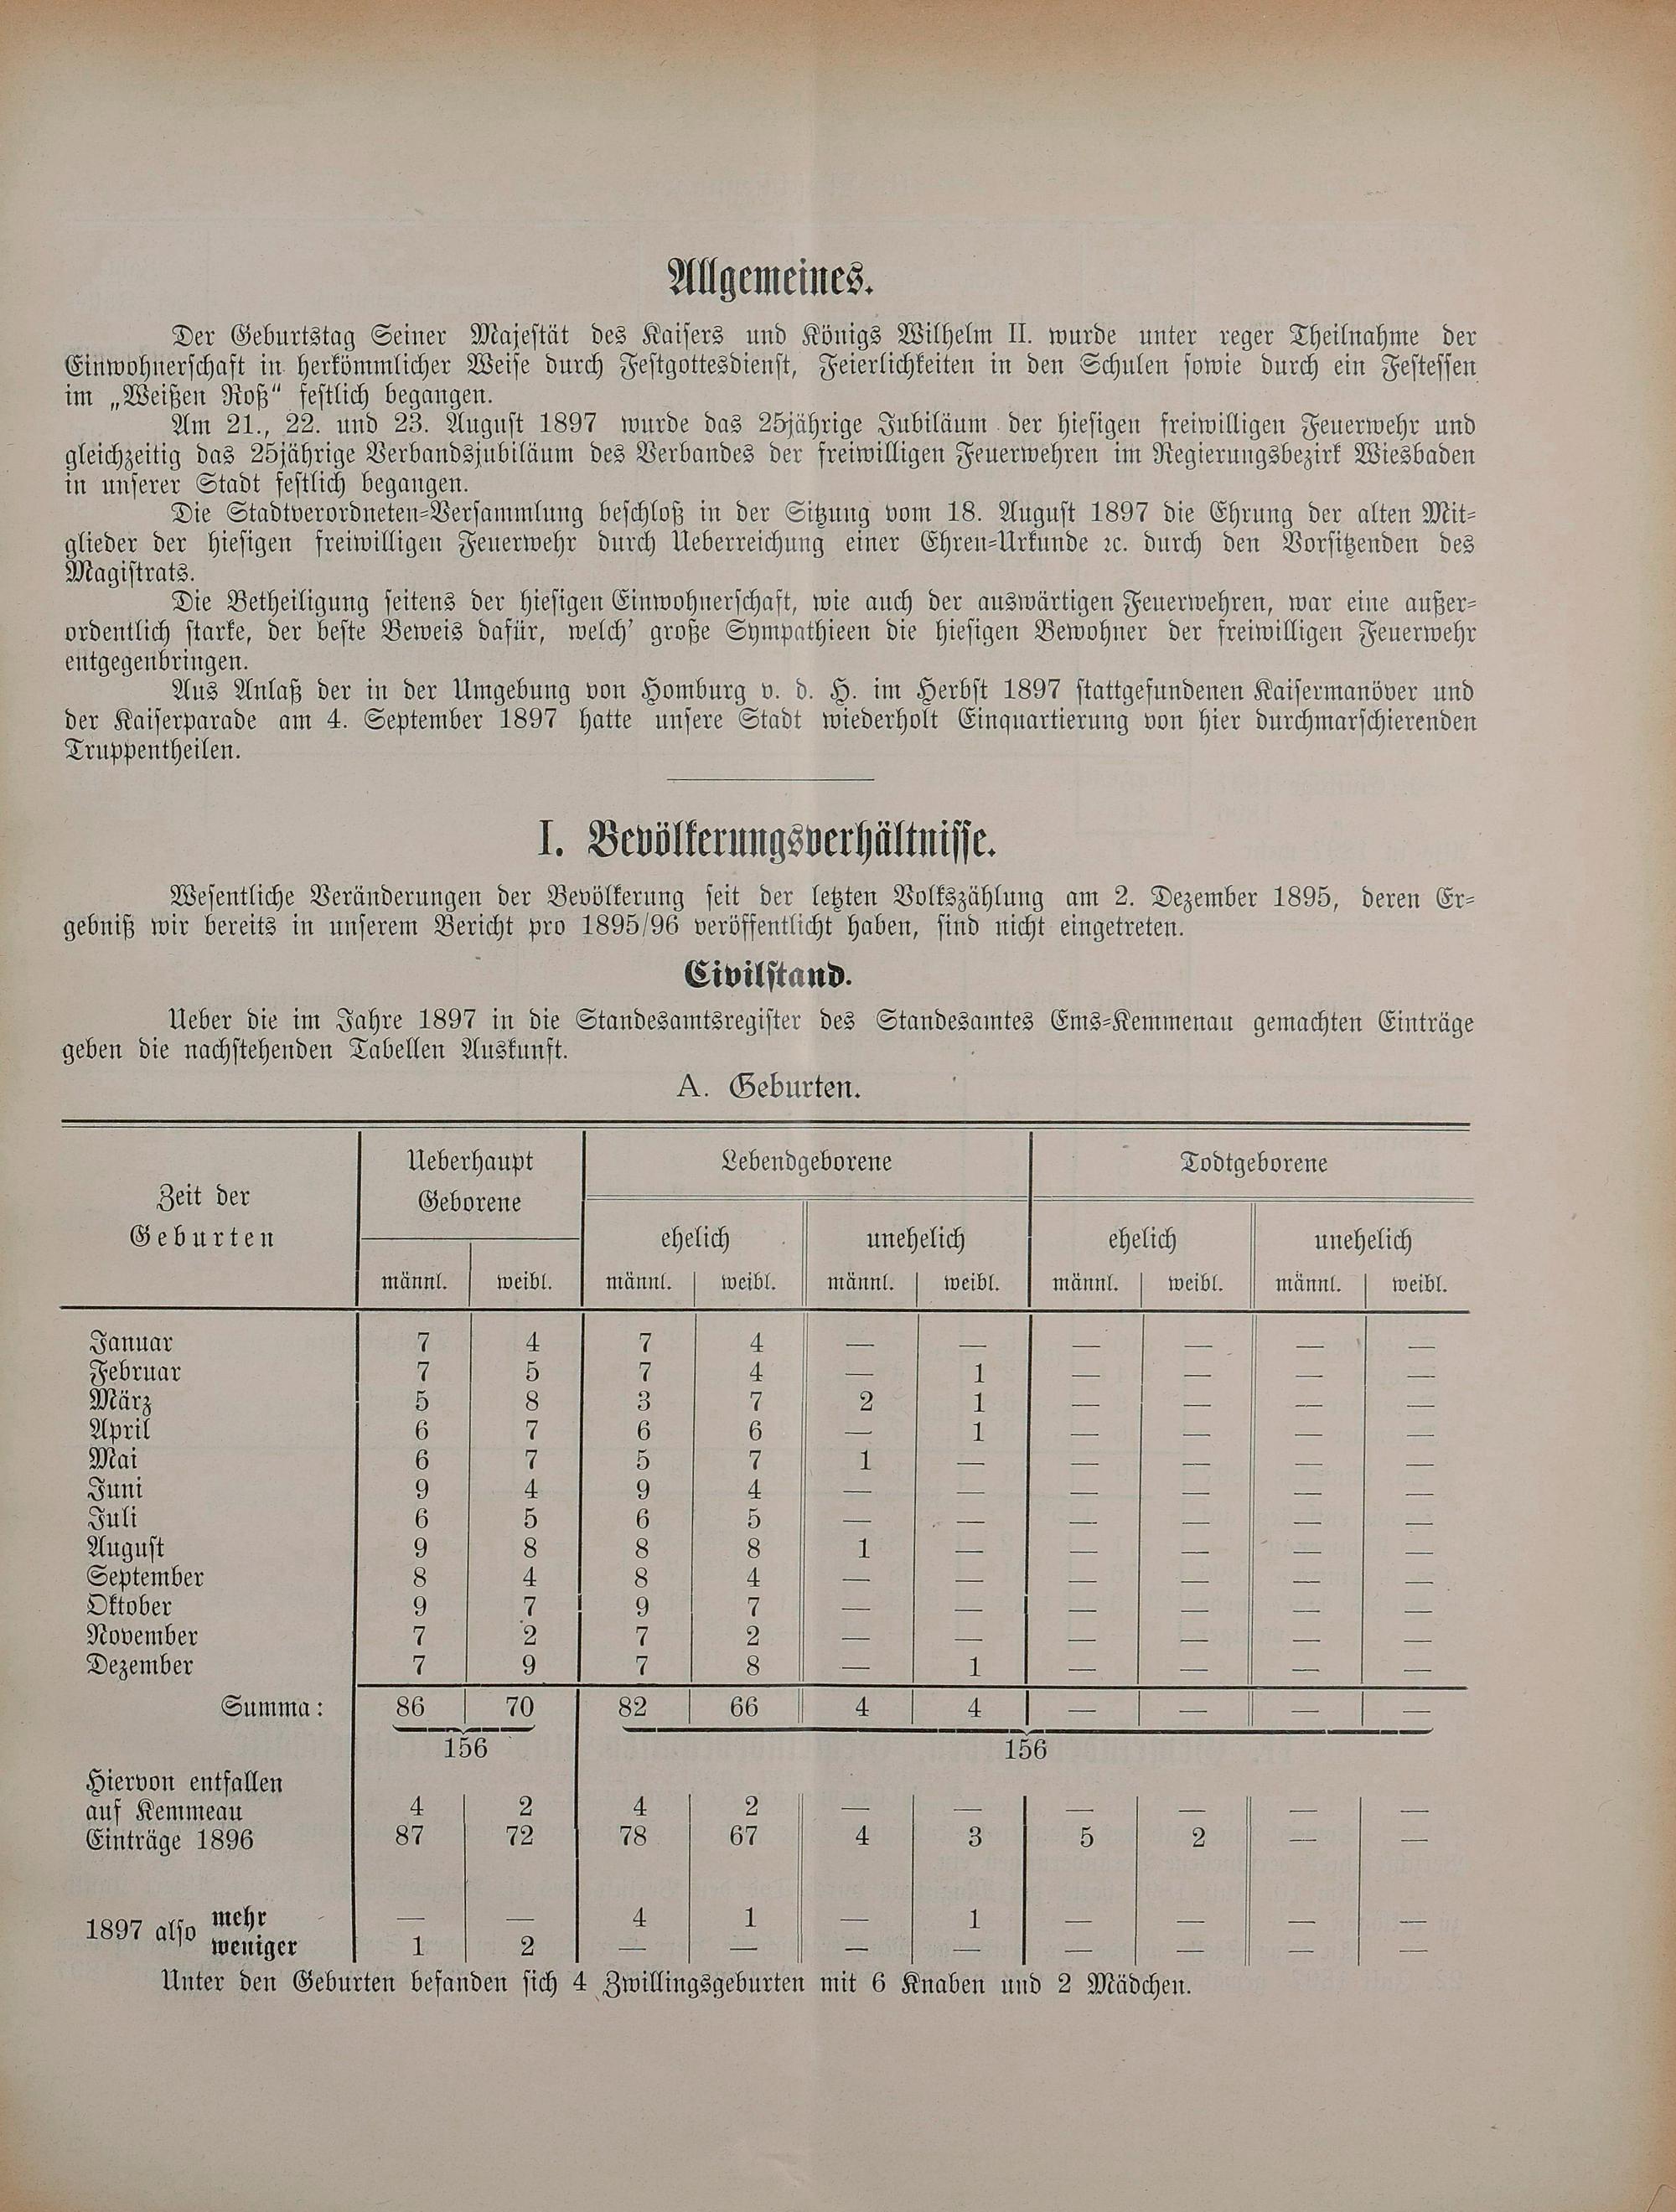 Allgemeines.
Der Geburtstag Seiner Majestät des Kaisers und Königs Wilhelm II. wurde unter reger Theilnahme der
Einwohnerschaft in herkömmlicher Weise durch Festgottesdienst, Feierlichkeiten in den Schulen sowie durch ein Festessen
im „Weißen Roß“ festlich begangen.
Am 21., 22. und 23. August 1897 wurde das 25jährige Jubiläum der hiesigen freiwilligen Feuerwehr und
gleichzeitig das 25jährige Verbandsjubiläum des Verbandes der freiwilligen Feuerwehren im Regierungsbezirk Wiesbaden
in unserer Stadt festlich begangen.
Die Stadtverordneten-Versammlung beschloß in der Sitzung vom 18. August 1897 die Ehrung der alten Mit-
glieder der hiesigen freiwilligen Feuerwehr durch Ueberreichung einer Ehren-Urkunde ꝛc. durch den Vorsitzenden des
Magistrats.
Die Betheiligung seitens der hiesigen Einwohnerschaft, wie auch der auswärtigen Feuerwehren, war eine außer-
ordentlich starke, der beste Beweis dafür, welch' große Sympathieen die hiesigen Bewohner der freiwilligen Feuerwehr
entgegenbringen.
Aus Anlaß der in der Umgebung von Homburg v. d. H. im Herbst 1897 stattgefundenen Kaisermanöver und
der Kaiserparade am 4. September 1897 hatte unsere Stadt wiederholt Einquartierung von hier durchmarschierenden
Truppentheilen.
I. Bevölkerungsverhältnisse.
Wesentliche Veränderungen der Bevölkerung seit der letzten Volkszählung am 2. Dezember 1895, deren Er-
gebniß wir bereits in unserem Bericht pro 1895/96 veröffentlicht haben, sind nicht eingetreten.
Civilstand.
Ueber die im Jahre 1897 in die Standesamtsregister des Standesamtes Ems-Kemmenau gemachten Einträge
geben die nachstehenden Tabellen Auskunft.
A. Geburten.
Zeit der Geburten Ueberhaupt Geborene Lebendgeborene Todtgeborene
ehelich unehelich ehelich unehelich
männl. weibl. männl. weibl. männl. weibl. männl. weibl. männl. weibl.
Januar 7 4 7 4 — — — — — —
Februar 7 5 7 4 — 1 — — — —
März 5 8 3 7 2 1 — — — —
April 6 7 6 6 — 1 — — — —
Mai 6 7 5 7 1 — — — — —
Juni 9 4 9 4 — — — — — —
Juli 6 5 6 5 — — — — — —
August 9 8 8 8 1 — — — — —
September 8 4 8 4 — — — — — —
Oktober 9 7 9 7 — — — — — —
November 7 2 7 2 — — — — — —
Dezember 7 9 7 8 — 1 — — — —
Summa: 86 70 82 66 4 4 — — — —
156 156
Hiervon entfallen
auf Kemmeau 4 2 4 2 — — — — — —
Einträge 1896 87 72 78 67 4 3 5 2 — —
1897 also mehr — — 4 1 — 1 — — — —
weniger 1 2 — — — — — — — —
Unter den Geburten befanden sich 4 Zwillingsgeburten mit 6 Knaben und 2 Mädchen.